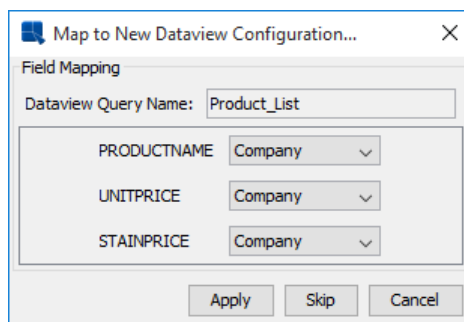 Map to New Dataview Configuration...
Field Mapping
Dataview Query Name: Product_List
PRODUCTNAME Company
UNITPRICE Company
STAINPRICE Company
Apply Skip Cancel